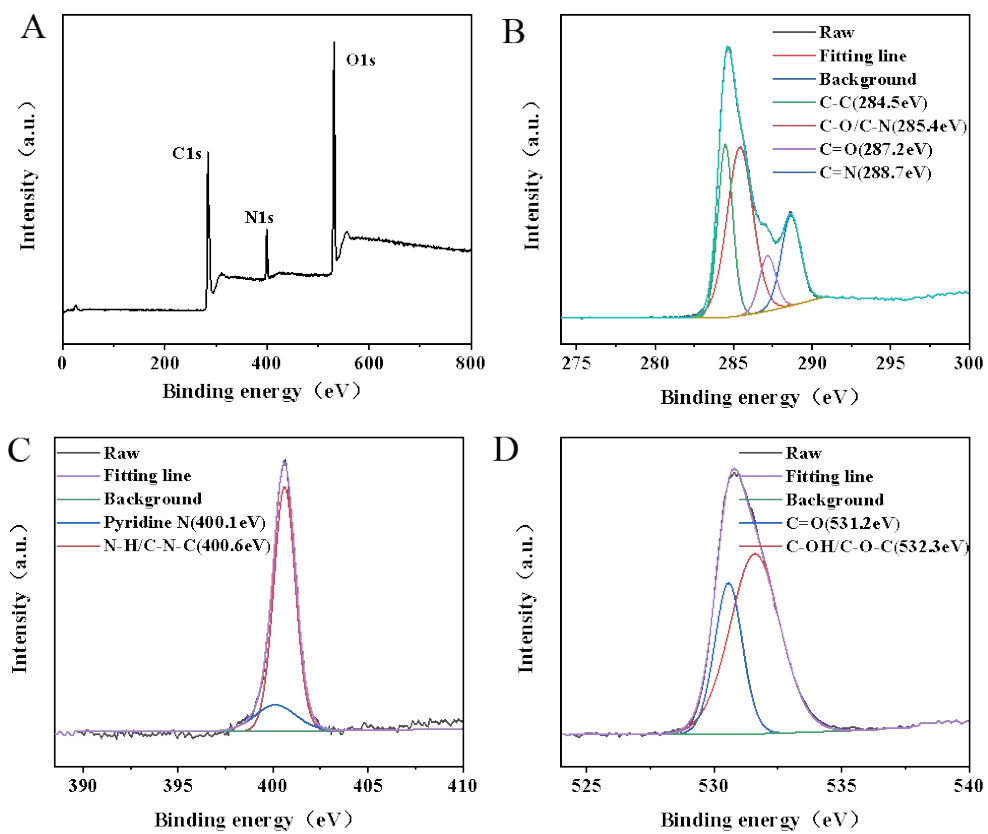 A
O1s
C1s
N1s
Intensity（a.u.）
0 200 400 600 800
Binding energy（eV）
B
Raw
Fitting line
Background
C-C(284.5eV)
C-O/C-N(285.4eV)
C=O(287.2eV)
C=N(288.7eV)
Intensity（a.u.）
275 280 285 290 295 300
Binding energy（eV）
C
Raw
Fitting line
Background
Pyridine N(400.1eV)
N-H/C-N-C(400.6eV)
Intensity（a.u.）
390 395 400 405 410
Binding energy（eV）
D
Raw
Fitting line
Background
C=O(531.2eV)
C-OH/C-O-C(532.3eV)
Intensity（a.u.）
525 530 535 540
Binding energy（eV）